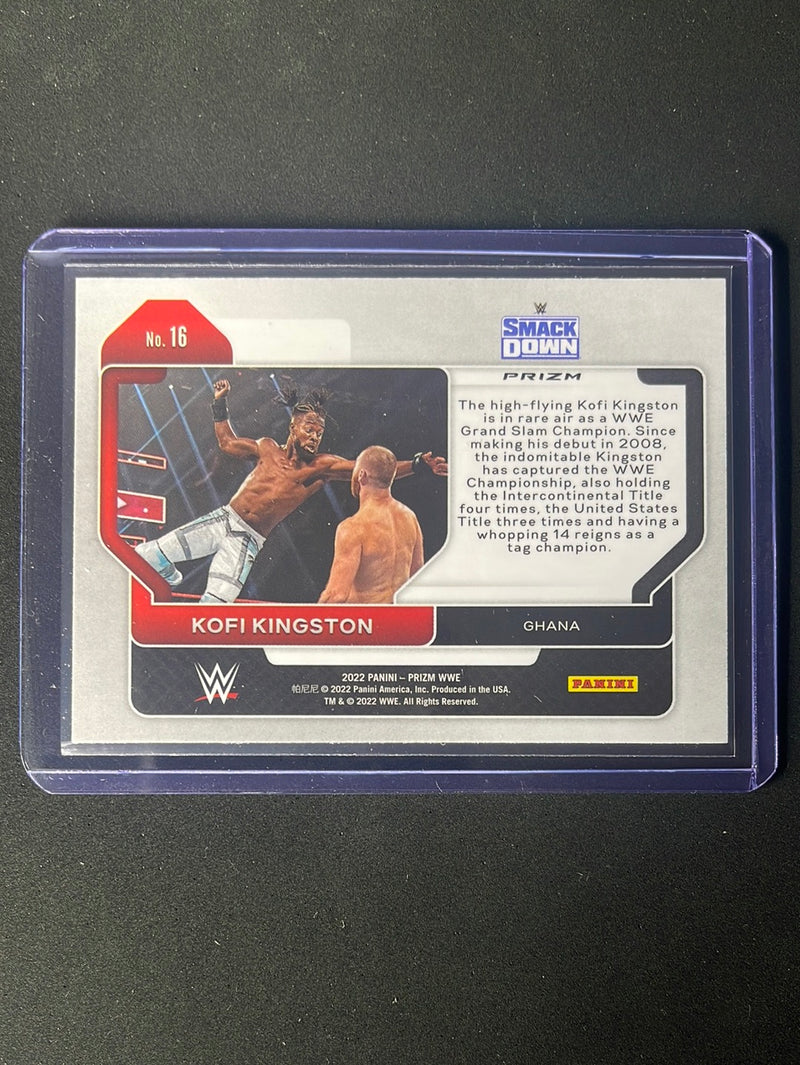 No. 16
W
SMACK
DOWN
PRIZM
The high-flying Kofi Kingston
is in rare air as a WWE
Grand Slam Champion. Since
making his debut in 2008,
the indomitable Kingston
has captured the WWE
Championship, also holding
the Intercontinental Title
four times, the United States
Title three times and having a
whopping 14 reigns as a
tag champion.
KOFI KINGSTON
GHANA
W
2022 PANINI – PRIZM WWE
帕尼尼 © 2022 Panini America, Inc. Produced in the USA.
TM & © 2022 WWE. All Rights Reserved.
PANINI